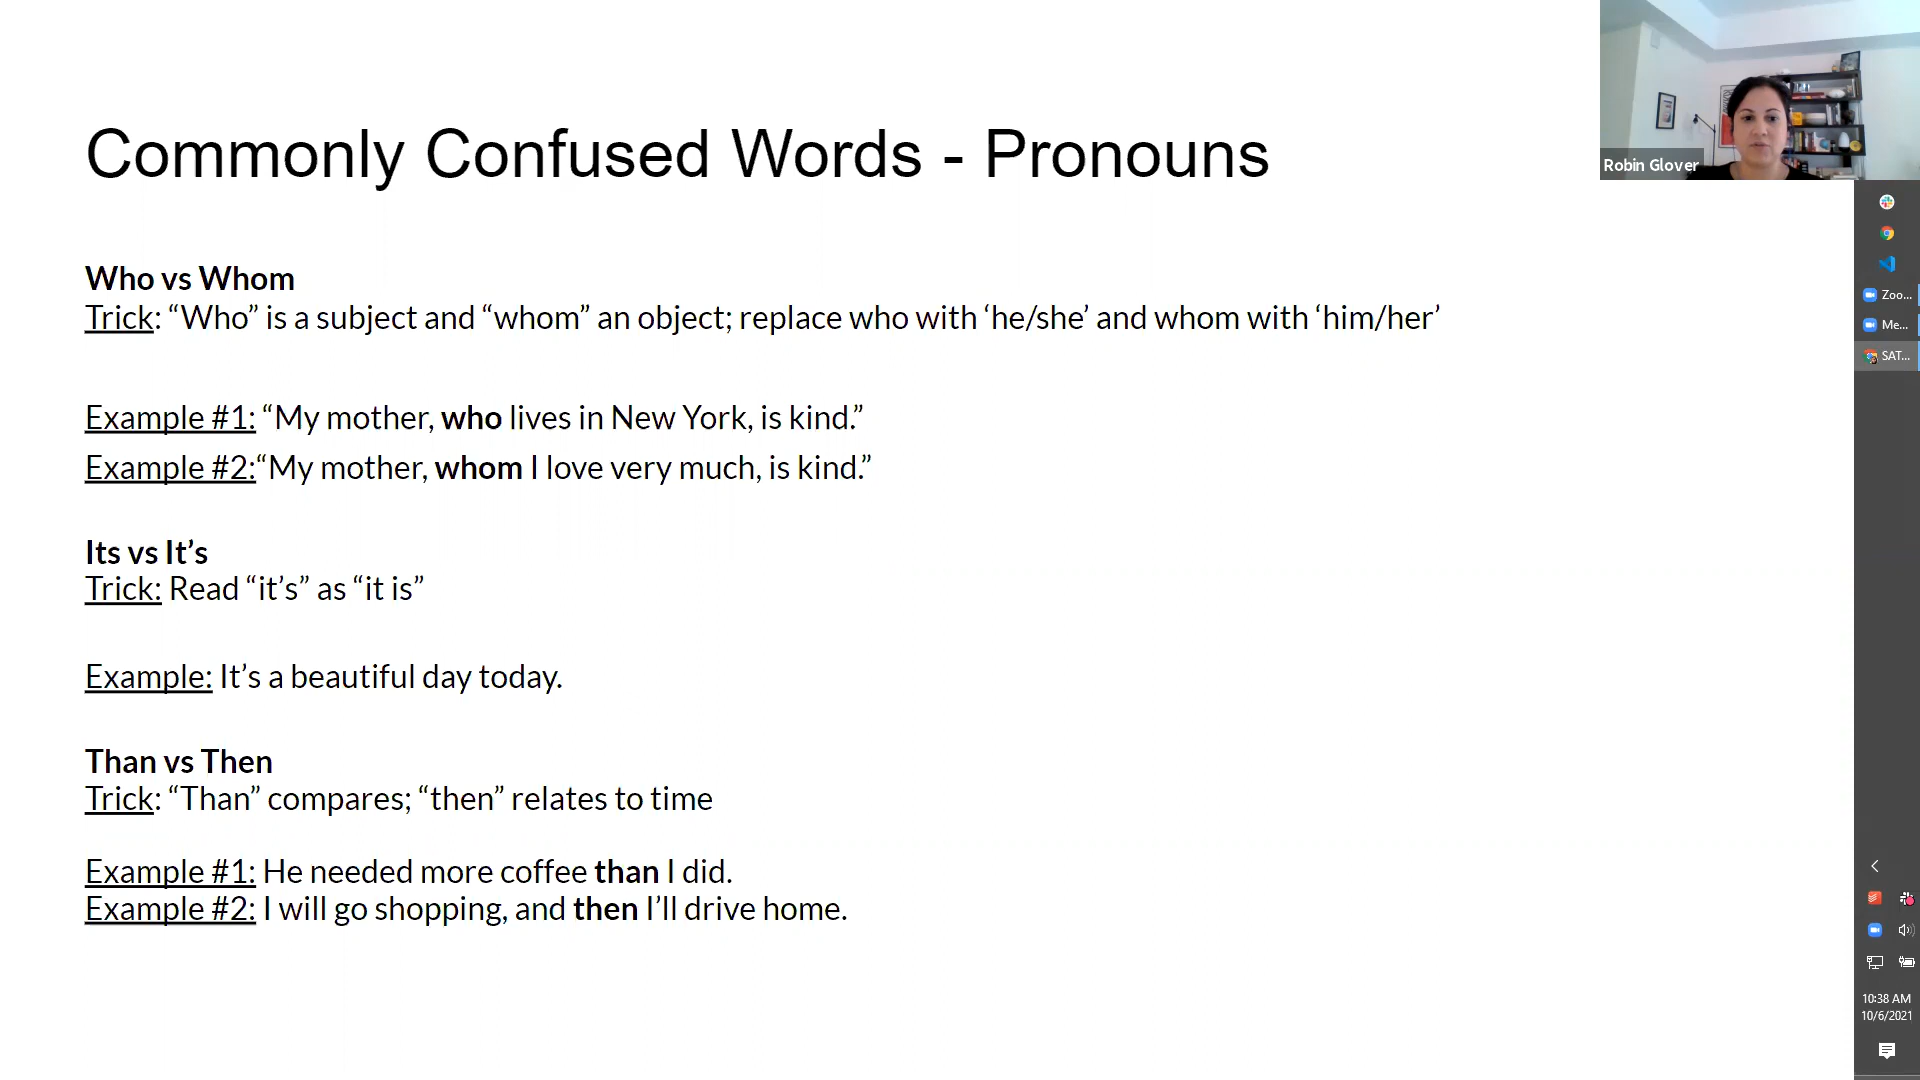 Commonly Confused Words - Pronouns
Robin Glover
Who vs Whom
Trick: “Who” is a subject and “whom” an object; replace who with ‘he/she’ and whom with ‘him/her’
Example #1: “My mother, who lives in New York, is kind.”
Example #2:“My mother, whom I love very much, is kind.”
Its vs It’s
Trick: Read “it’s” as “it is”
Example: It’s a beautiful day today.
Than vs Then
Trick: “Than” compares; “then” relates to time
Example #1: He needed more coffee than I did.
Example #2: I will go shopping, and then I’ll drive home.
Zoo...
Me...
SAT...
10:38 AM
10/6/2021